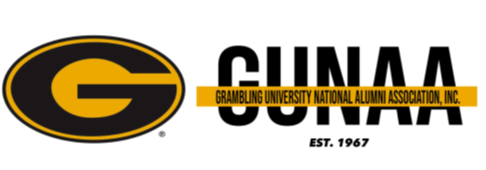 G
®
GUNAA
GRAMBLING UNIVERSITY NATIONAL ALUMNI ASSOCIATION, INC.
EST. 1967